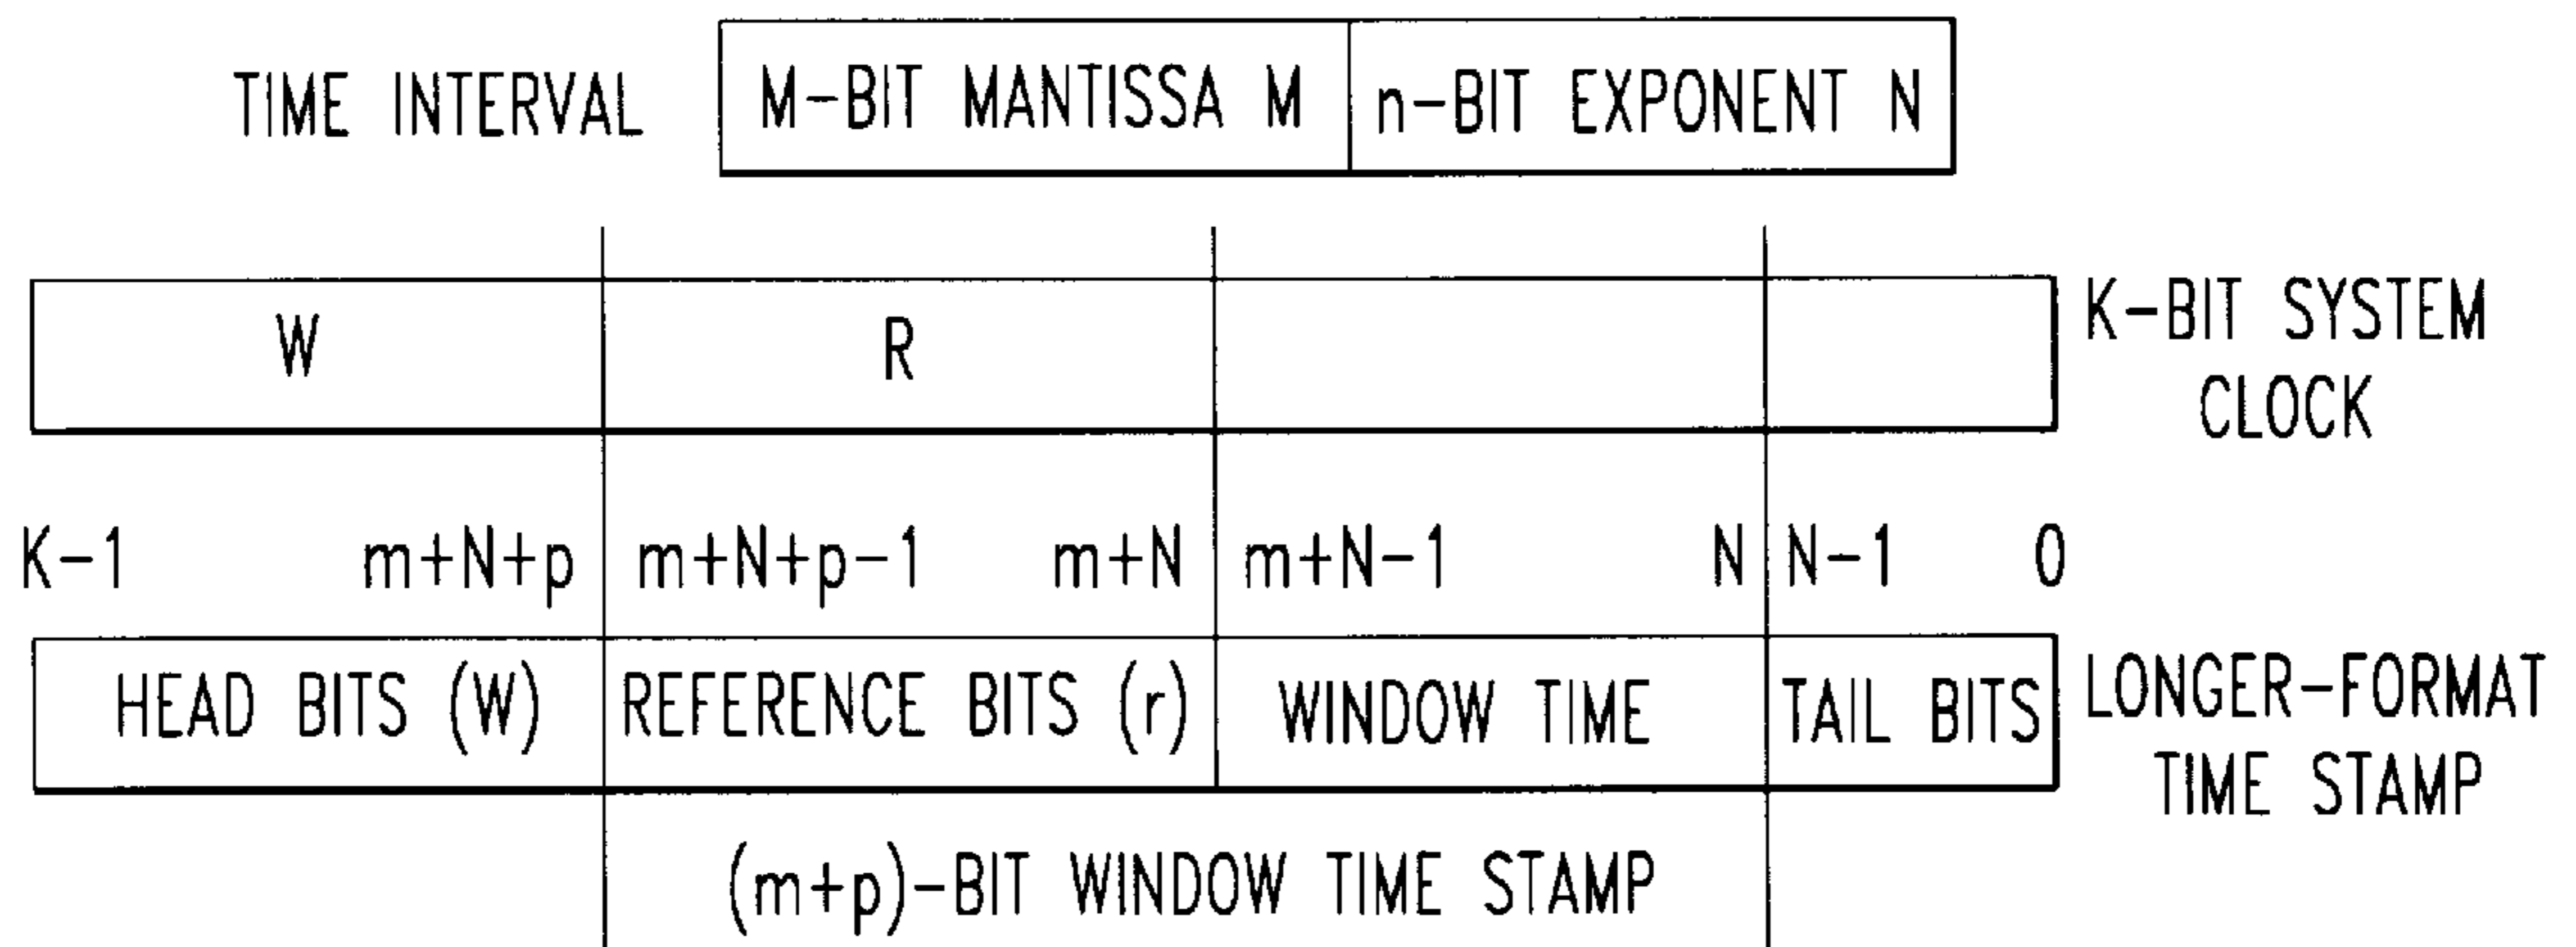 TIME INTERVAL M-BIT MANTISSA M n-BIT EXPONENT N
W R K-BIT SYSTEM
CLOCK
K-1 m+N+p m+N+p-1 m+N m+N-1 N N-1 0
HEAD BITS (W) REFERENCE BITS (r) WINDOW TIME TAIL BITS LONGER-FORMAT
TIME STAMP
(m+p)-BIT WINDOW TIME STAMP